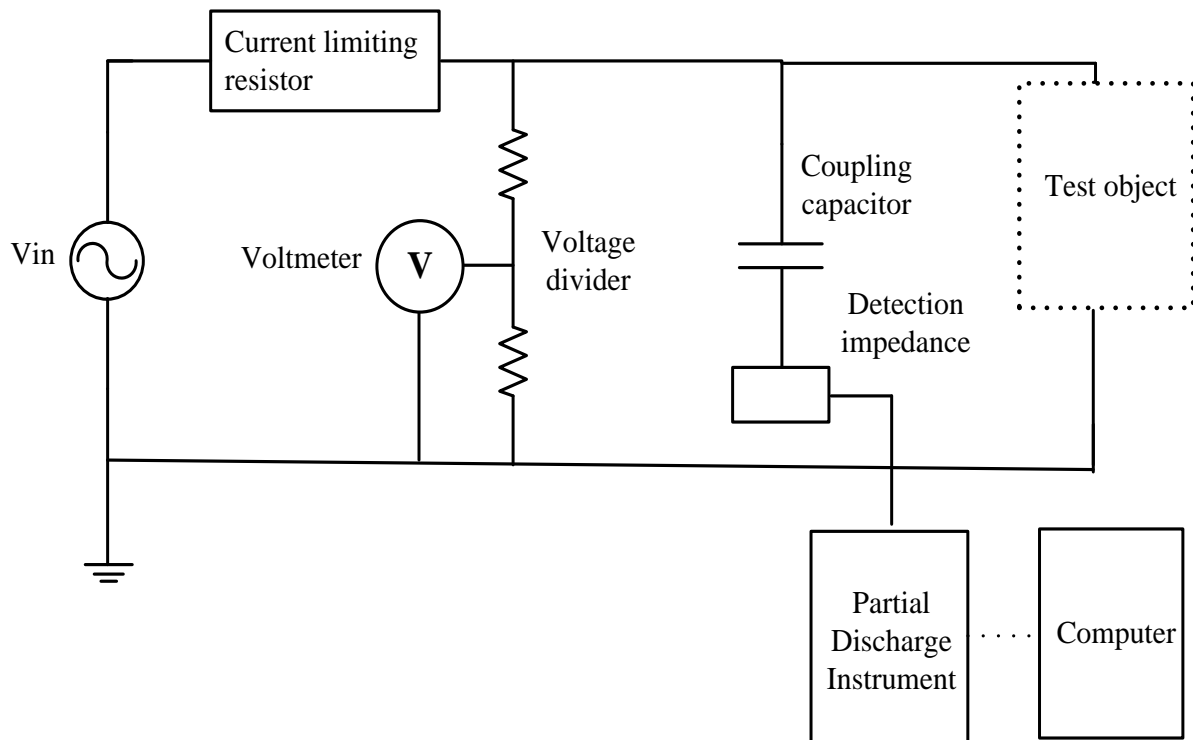 Current limiting
resistor
Coupling
capacitor
Test object
Vin
Voltmeter
V
Voltage
divider
Detection
impedance
Partial
Discharge
Instrument
Computer